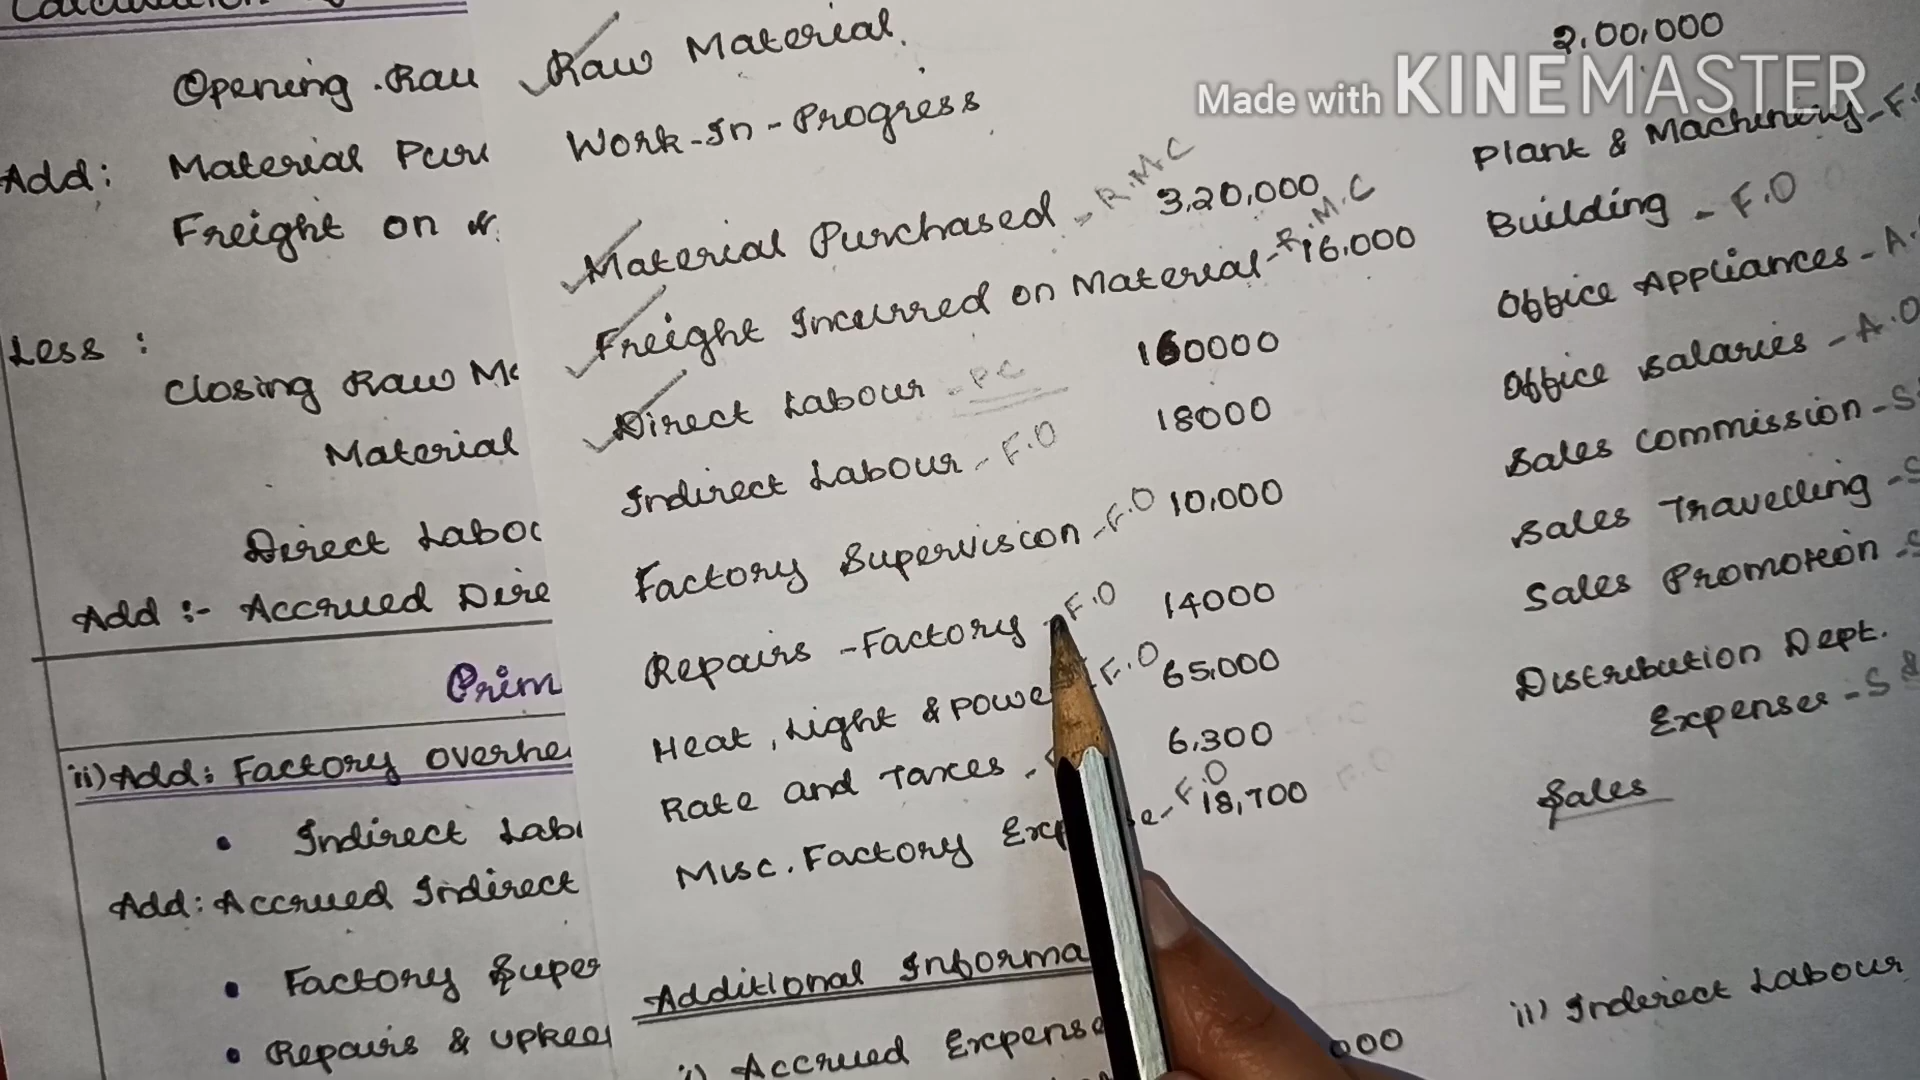 Opening Raw
Add: Material Pur
Freight on
Less :
Closing Raw M
Material
Direct Labo
Add :- Accrued Dire
Prim
ii) Add: Factory overhe
• Indirect Lab
Add: Accrued Indirect
• Factory Super
• Repairs & upkee
Raw Material.
Work-In-Progress
Material Purchased - R.M.C 3,20,000
Freight Incurred on Material - R.M.C 16,000
Direct Labour - PC 160000
Indirect Labour - F.O 18000
Factory Supervision - F.O 10,000
Repairs - Factory - F.O 14000
Heat, Light & Powe F.O 65,000
Rate and Taxes - 6,300
Misc. Factory Exp se - F.O 18,700
Additional Informa
i) Accrued Expense
000
2,00,000
Made with KINEMASTER
Plant & Machinery - F.
Building - F.O
Office Appliances - A.
Office Salaries - A.O
Sales Commission - S
Sales Travelling - S
Sales Promotion - S
Distribution Dept.
Expenses - S &
Sales
ii) Indirect Labour